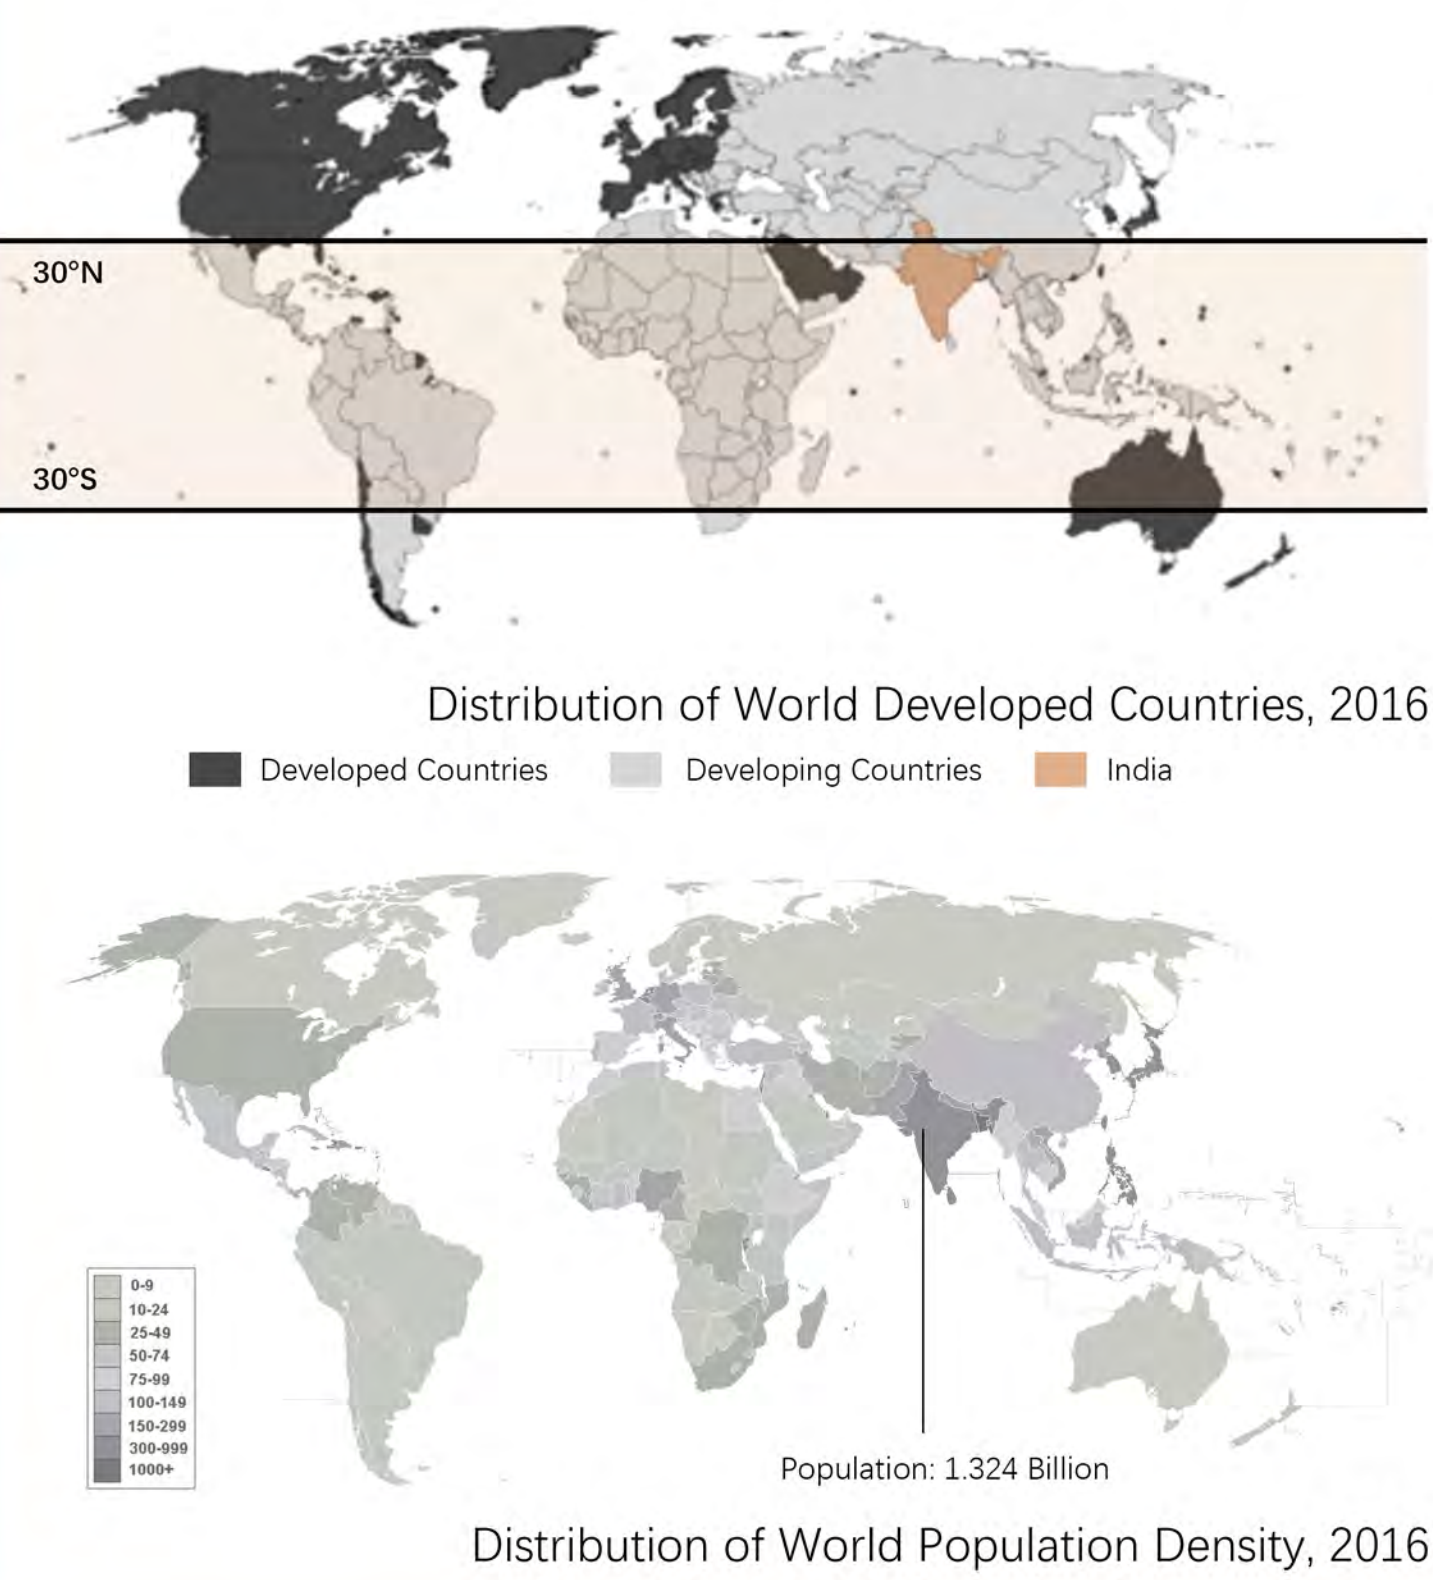 30°N
30°S
Distribution of World Developed Countries, 2016
Developed Countries Developing Countries India
0-9
10-24
25-49
50-74
75-99
100-149
150-299
300-999
1000+
Population: 1.324 Billion
Distribution of World Population Density, 2016